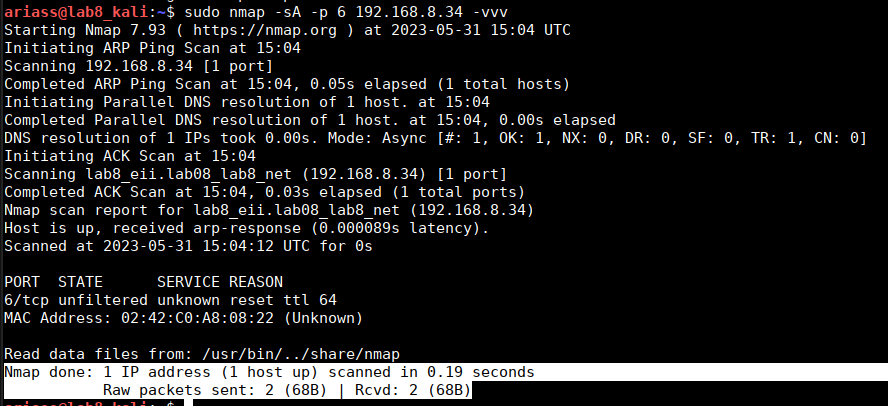 ariass@lab8_kali:~$ sudo nmap -sA -p 6 192.168.8.34 -vvv
Starting Nmap 7.93 ( https://nmap.org ) at 2023-05-31 15:04 UTC
Initiating ARP Ping Scan at 15:04
Scanning 192.168.8.34 [1 port]
Completed ARP Ping Scan at 15:04, 0.05s elapsed (1 total hosts)
Initiating Parallel DNS resolution of 1 host. at 15:04
Completed Parallel DNS resolution of 1 host. at 15:04, 0.00s elapsed
DNS resolution of 1 IPs took 0.00s. Mode: Async [#: 1, OK: 1, NX: 0, DR: 0, SF: 0, TR: 1, CN: 0]
Initiating ACK Scan at 15:04
Scanning lab8_eii.lab08_lab8_net (192.168.8.34) [1 port]
Completed ACK Scan at 15:04, 0.03s elapsed (1 total ports)
Nmap scan report for lab8_eii.lab08_lab8_net (192.168.8.34)
Host is up, received arp-response (0.000089s latency).
Scanned at 2023-05-31 15:04:12 UTC for 0s
PORT  STATE      SERVICE REASON
6/tcp unfiltered unknown reset ttl 64
MAC Address: 02:42:C0:A8:08:22 (Unknown)
Read data files from: /usr/bin/../share/nmap
Nmap done: 1 IP address (1 host up) scanned in 0.19 seconds
Raw packets sent: 2 (68B) | Rcvd: 2 (68B)
ariass@lab8_kali:~$